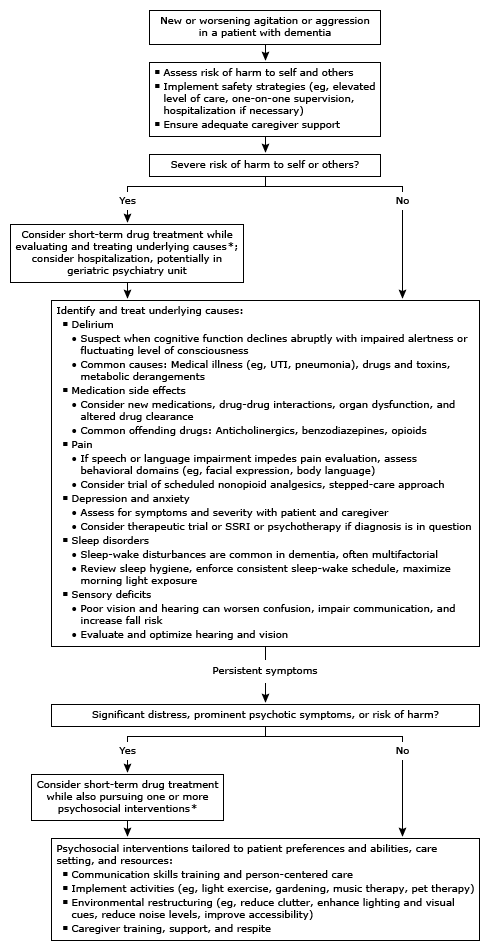 New or worsening agitation or aggression
in a patient with dementia
▪ Assess risk of harm to self and others
▪ Implement safety strategies (eg, elevated
level of care, one-on-one supervision,
hospitalization if necessary)
▪ Ensure adequate caregiver support
Severe risk of harm to self or others?
Yes
No
Consider short-term drug treatment while
evaluating and treating underlying causes*;
consider hospitalization, potentially in
geriatric psychiatry unit
Identify and treat underlying causes:
▪ Delirium
• Suspect when cognitive function declines abruptly with impaired alertness or
fluctuating level of consciousness
• Common causes: Medical illness (eg, UTI, pneumonia), drugs and toxins,
metabolic derangements
▪ Medication side effects
• Consider new medications, drug-drug interactions, organ dysfunction, and
altered drug clearance
• Common offending drugs: Anticholinergics, benzodiazepines, opioids
▪ Pain
• If speech or language impairment impedes pain evaluation, assess
behavioral domains (eg, facial expression, body language)
• Consider trial of scheduled nonopioid analgesics, stepped-care approach
▪ Depression and anxiety
• Assess for symptoms and severity with patient and caregiver
• Consider therapeutic trial or SSRI or psychotherapy if diagnosis is in question
▪ Sleep disorders
• Sleep-wake disturbances are common in dementia, often multifactorial
• Review sleep hygiene, enforce consistent sleep-wake schedule, maximize
morning light exposure
▪ Sensory deficits
• Poor vision and hearing can worsen confusion, impair communication, and
increase fall risk
• Evaluate and optimize hearing and vision
Persistent symptoms
Significant distress, prominent psychotic symptoms, or risk of harm?
Yes
No
Consider short-term drug treatment
while also pursuing one or more
psychosocial interventions*
Psychosocial interventions tailored to patient preferences and abilities, care
setting, and resources:
▪ Communication skills training and person-centered care
▪ Implement activities (eg, light exercise, gardening, music therapy, pet therapy)
▪ Environmental restructuring (eg, reduce clutter, enhance lighting and visual
cues, reduce noise levels, improve accessibility)
▪ Caregiver training, support, and respite